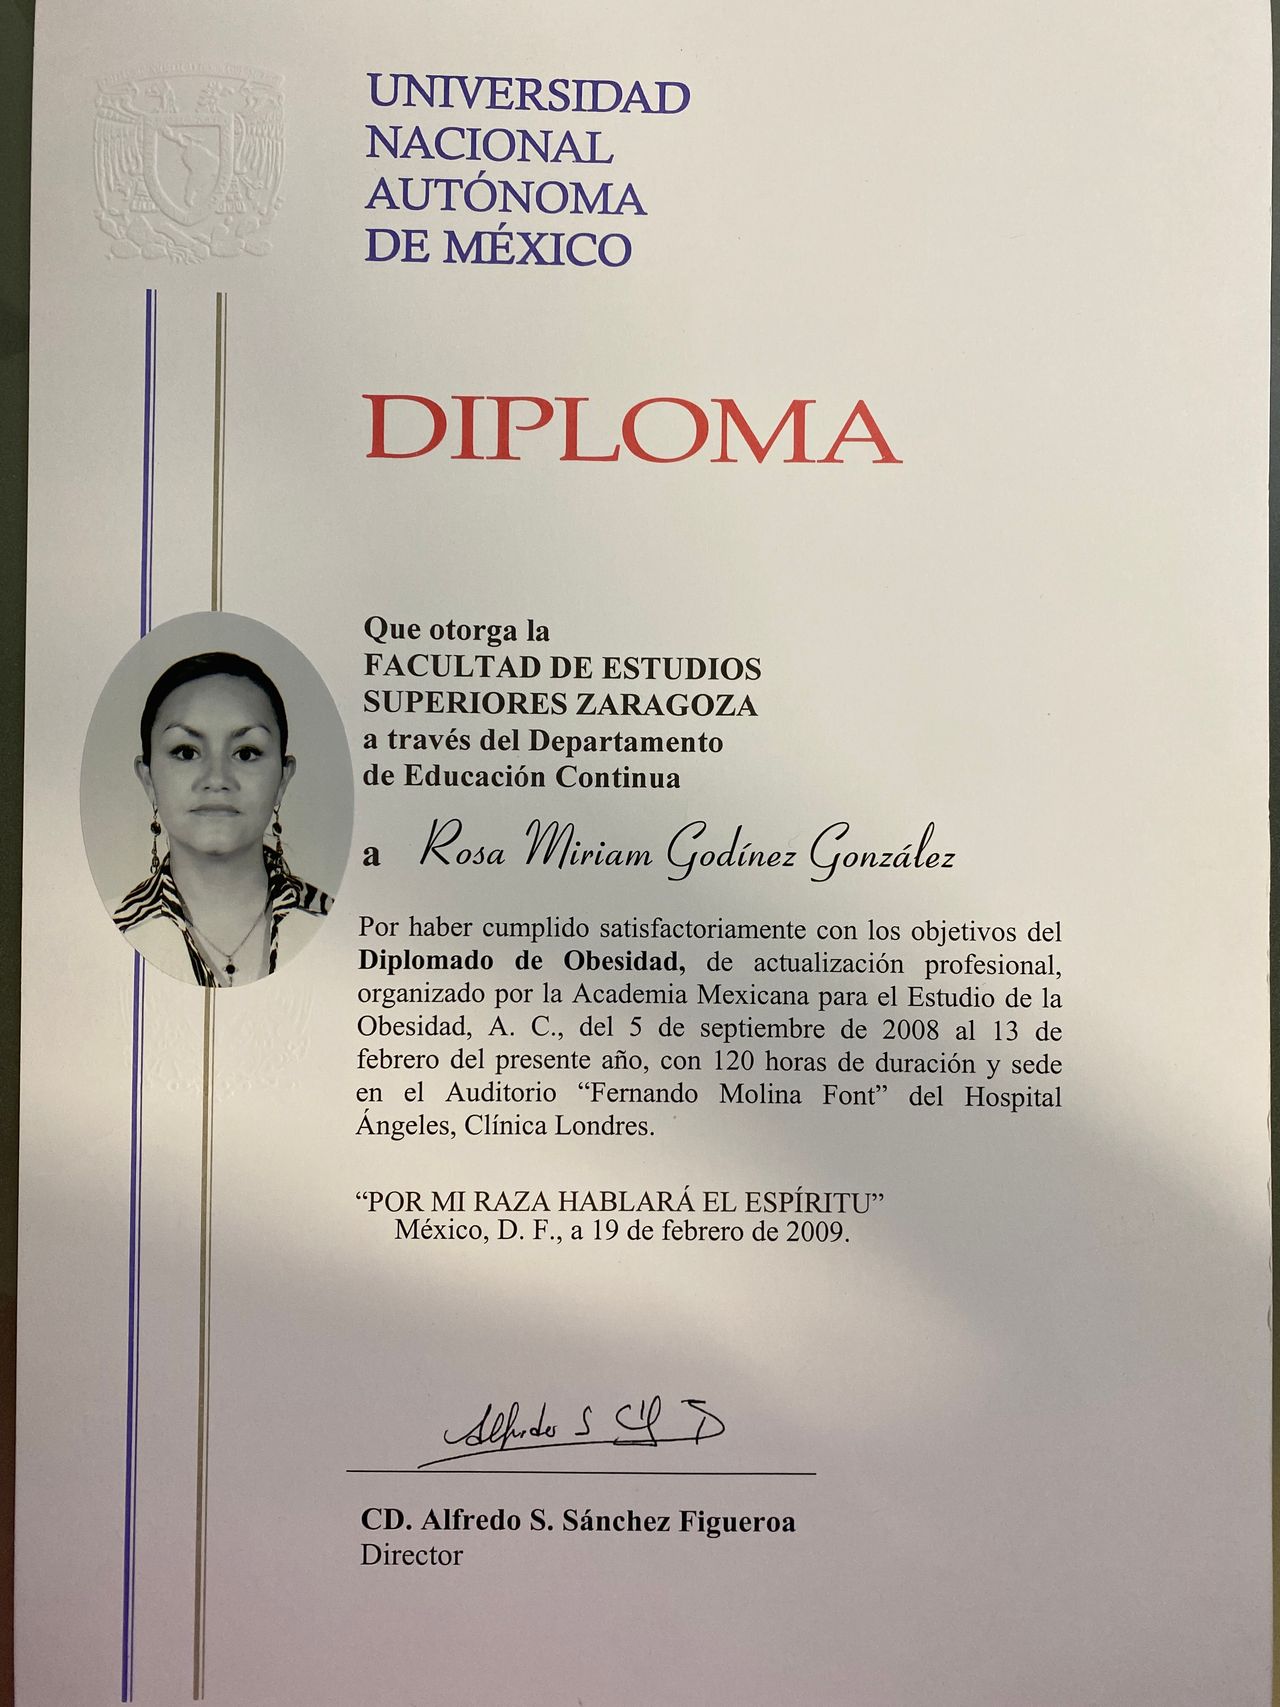 UNIVERSIDAD
NACIONAL
AUTÓNOMA
DE MÉXICO
DIPLOMA
Que otorga la
FACULTAD DE ESTUDIOS
SUPERIORES ZARAGOZA
a través del Departamento
de Educación Continua
a Rosa Miriam Godínez González
Por haber cumplido satisfactoriamente con los objetivos del
Diplomado de Obesidad, de actualización profesional,
organizado por la Academia Mexicana para el Estudio de la
Obesidad, A. C., del 5 de septiembre de 2008 al 13 de
febrero del presente año, con 120 horas de duración y sede
en el Auditorio “Fernando Molina Font” del Hospital
Ángeles, Clínica Londres.
“POR MI RAZA HABLARÁ EL ESPÍRITU”
México, D. F., a 19 de febrero de 2009.
CD. Alfredo S. Sánchez Figueroa
Director